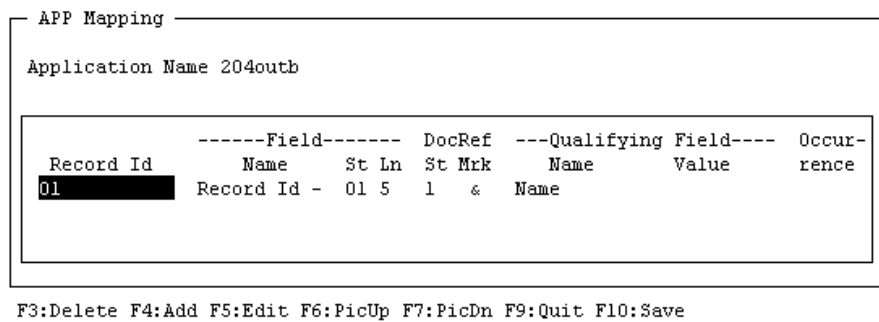 APP Mapping
Application Name 204outb
------Field------- DocRef ---Qualifying Field---- Occur-
Record Id Name St Ln St Mrk Name Value rence
01 Record Id - 01 5 1 & Name
F3:Delete F4:Add F5:Edit F6:PicUp F7:PicDn F9:Quit F10:Save